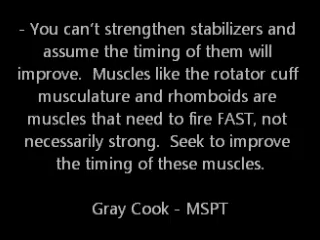 - You can't strengthen stabilizers and
assume the timing of them will
improve.  Muscles like the rotator cuff
musculature and rhomboids are
muscles that need to fire FAST, not
necessarily strong.  Seek to improve
the timing of these muscles.
Gray Cook - MSPT